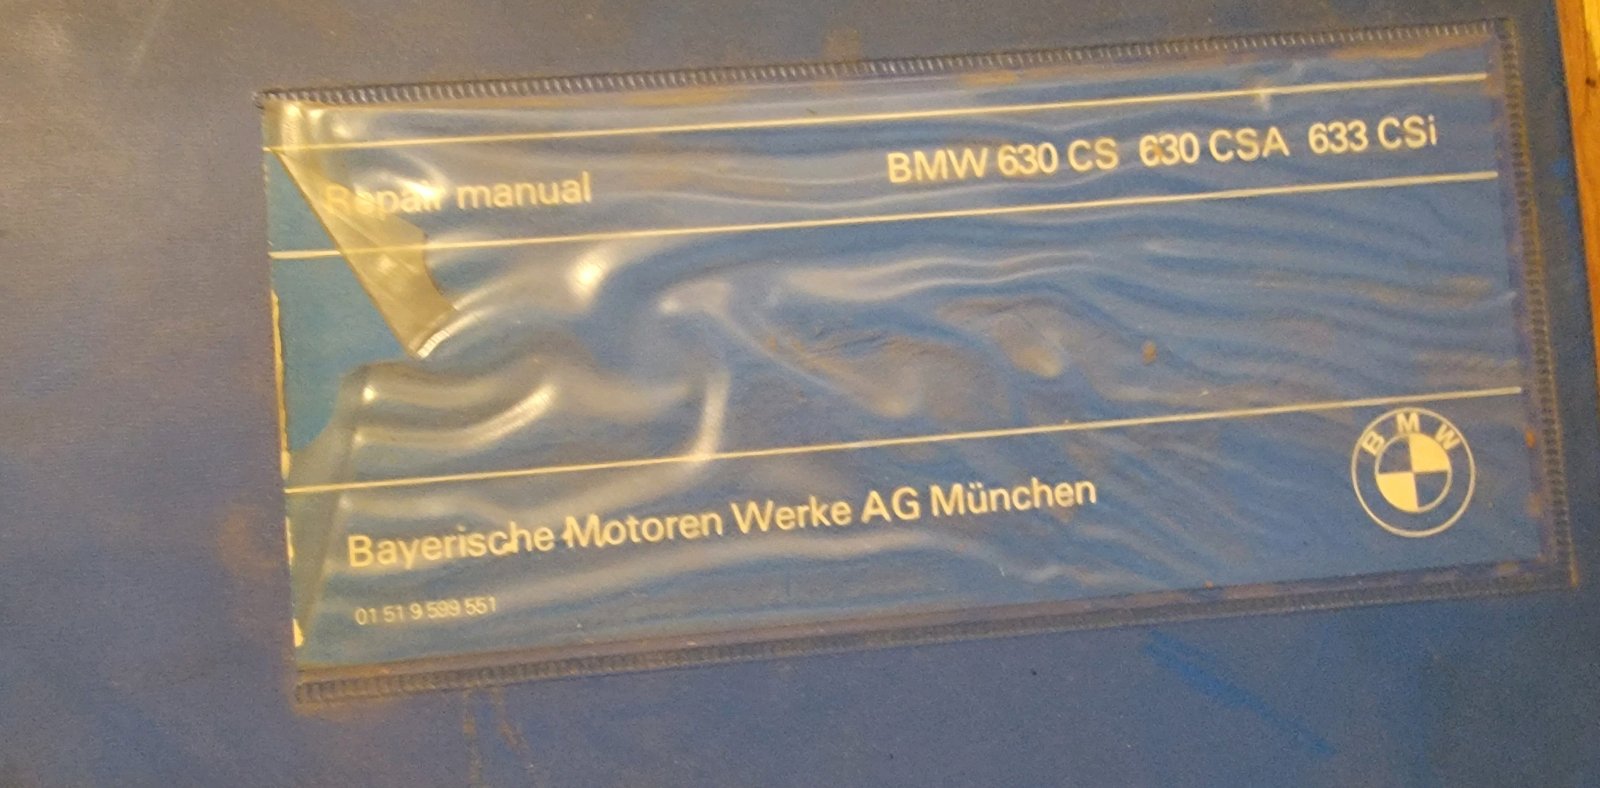 Repair manual
BMW 630 CS 630 CSA 633 CSi
BMW
Bayerische Motoren Werke AG München
01 51 9 599 551